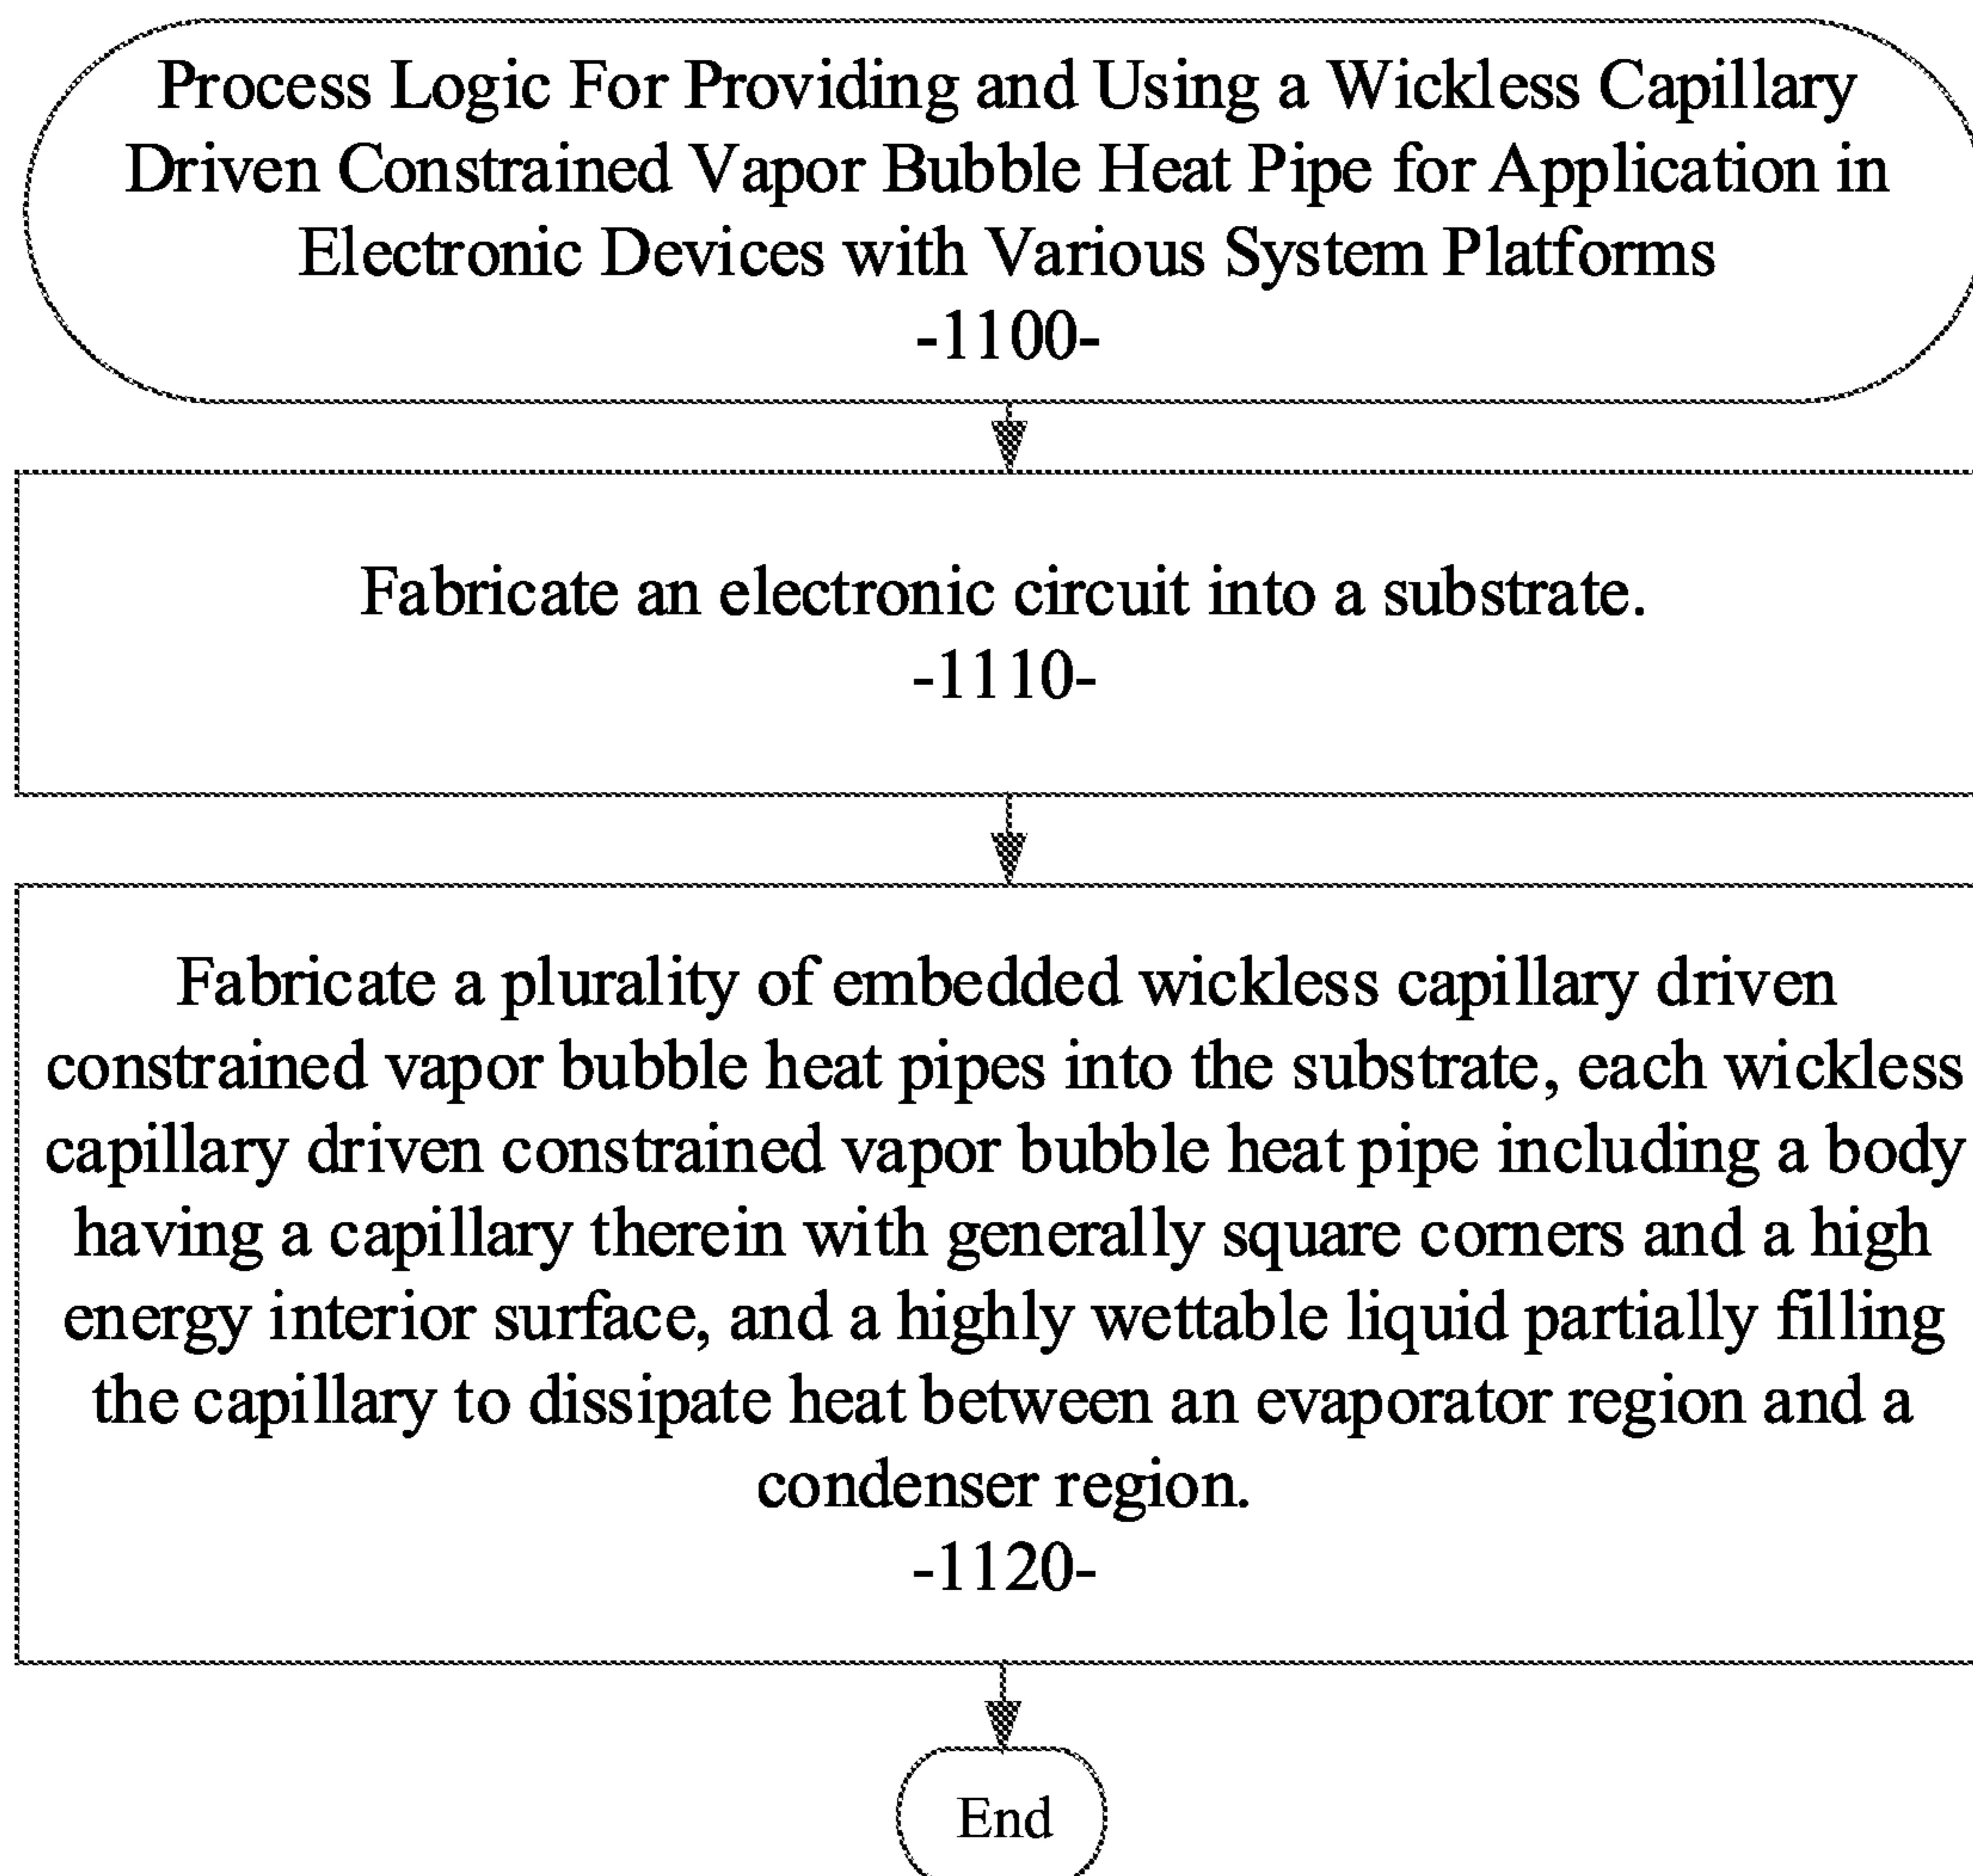 Process Logic For Providing and Using a Wickless Capillary
Driven Constrained Vapor Bubble Heat Pipe for Application in
Electronic Devices with Various System Platforms
-1100-
Fabricate an electronic circuit into a substrate.
-1110-
Fabricate a plurality of embedded wickless capillary driven
constrained vapor bubble heat pipes into the substrate, each wickless
capillary driven constrained vapor bubble heat pipe including a body
having a capillary therein with generally square corners and a high
energy interior surface, and a highly wettable liquid partially filling
the capillary to dissipate heat between an evaporator region and a
condenser region.
-1120-
End